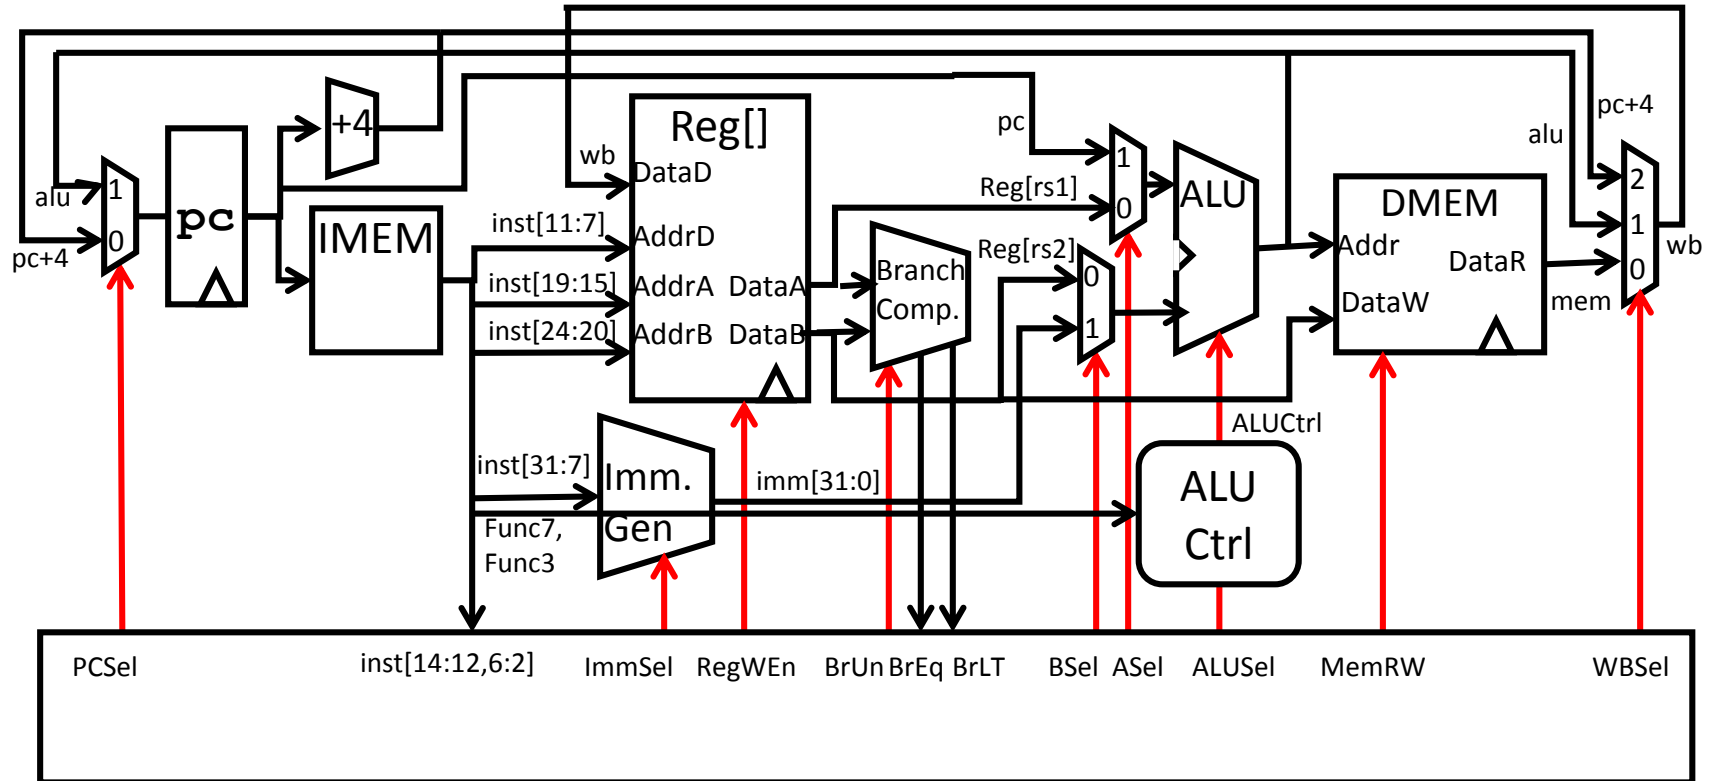 pc+4
alu
+4
Reg[]
pc
alu
1
0
pc+4
pc
IMEM
wb
DataD
inst[11:7]
AddrD
inst[19:15]
AddrA
DataA
inst[24:20]
AddrB
DataB
Branch
Comp.
Reg[rs1]
1
0
Reg[rs2]
0
1
ALU
DMEM
Addr
DataR
DataW
mem
2
1
0
wb
ALUCtrl
inst[31:7]
Imm.
Gen
imm[31:0]
Func7,
Func3
ALU
Ctrl
PCSel
inst[14:12,6:2]
ImmSel
RegWEn
BrUn
BrEq
BrLT
BSel
ASel
ALUSel
MemRW
WBSel